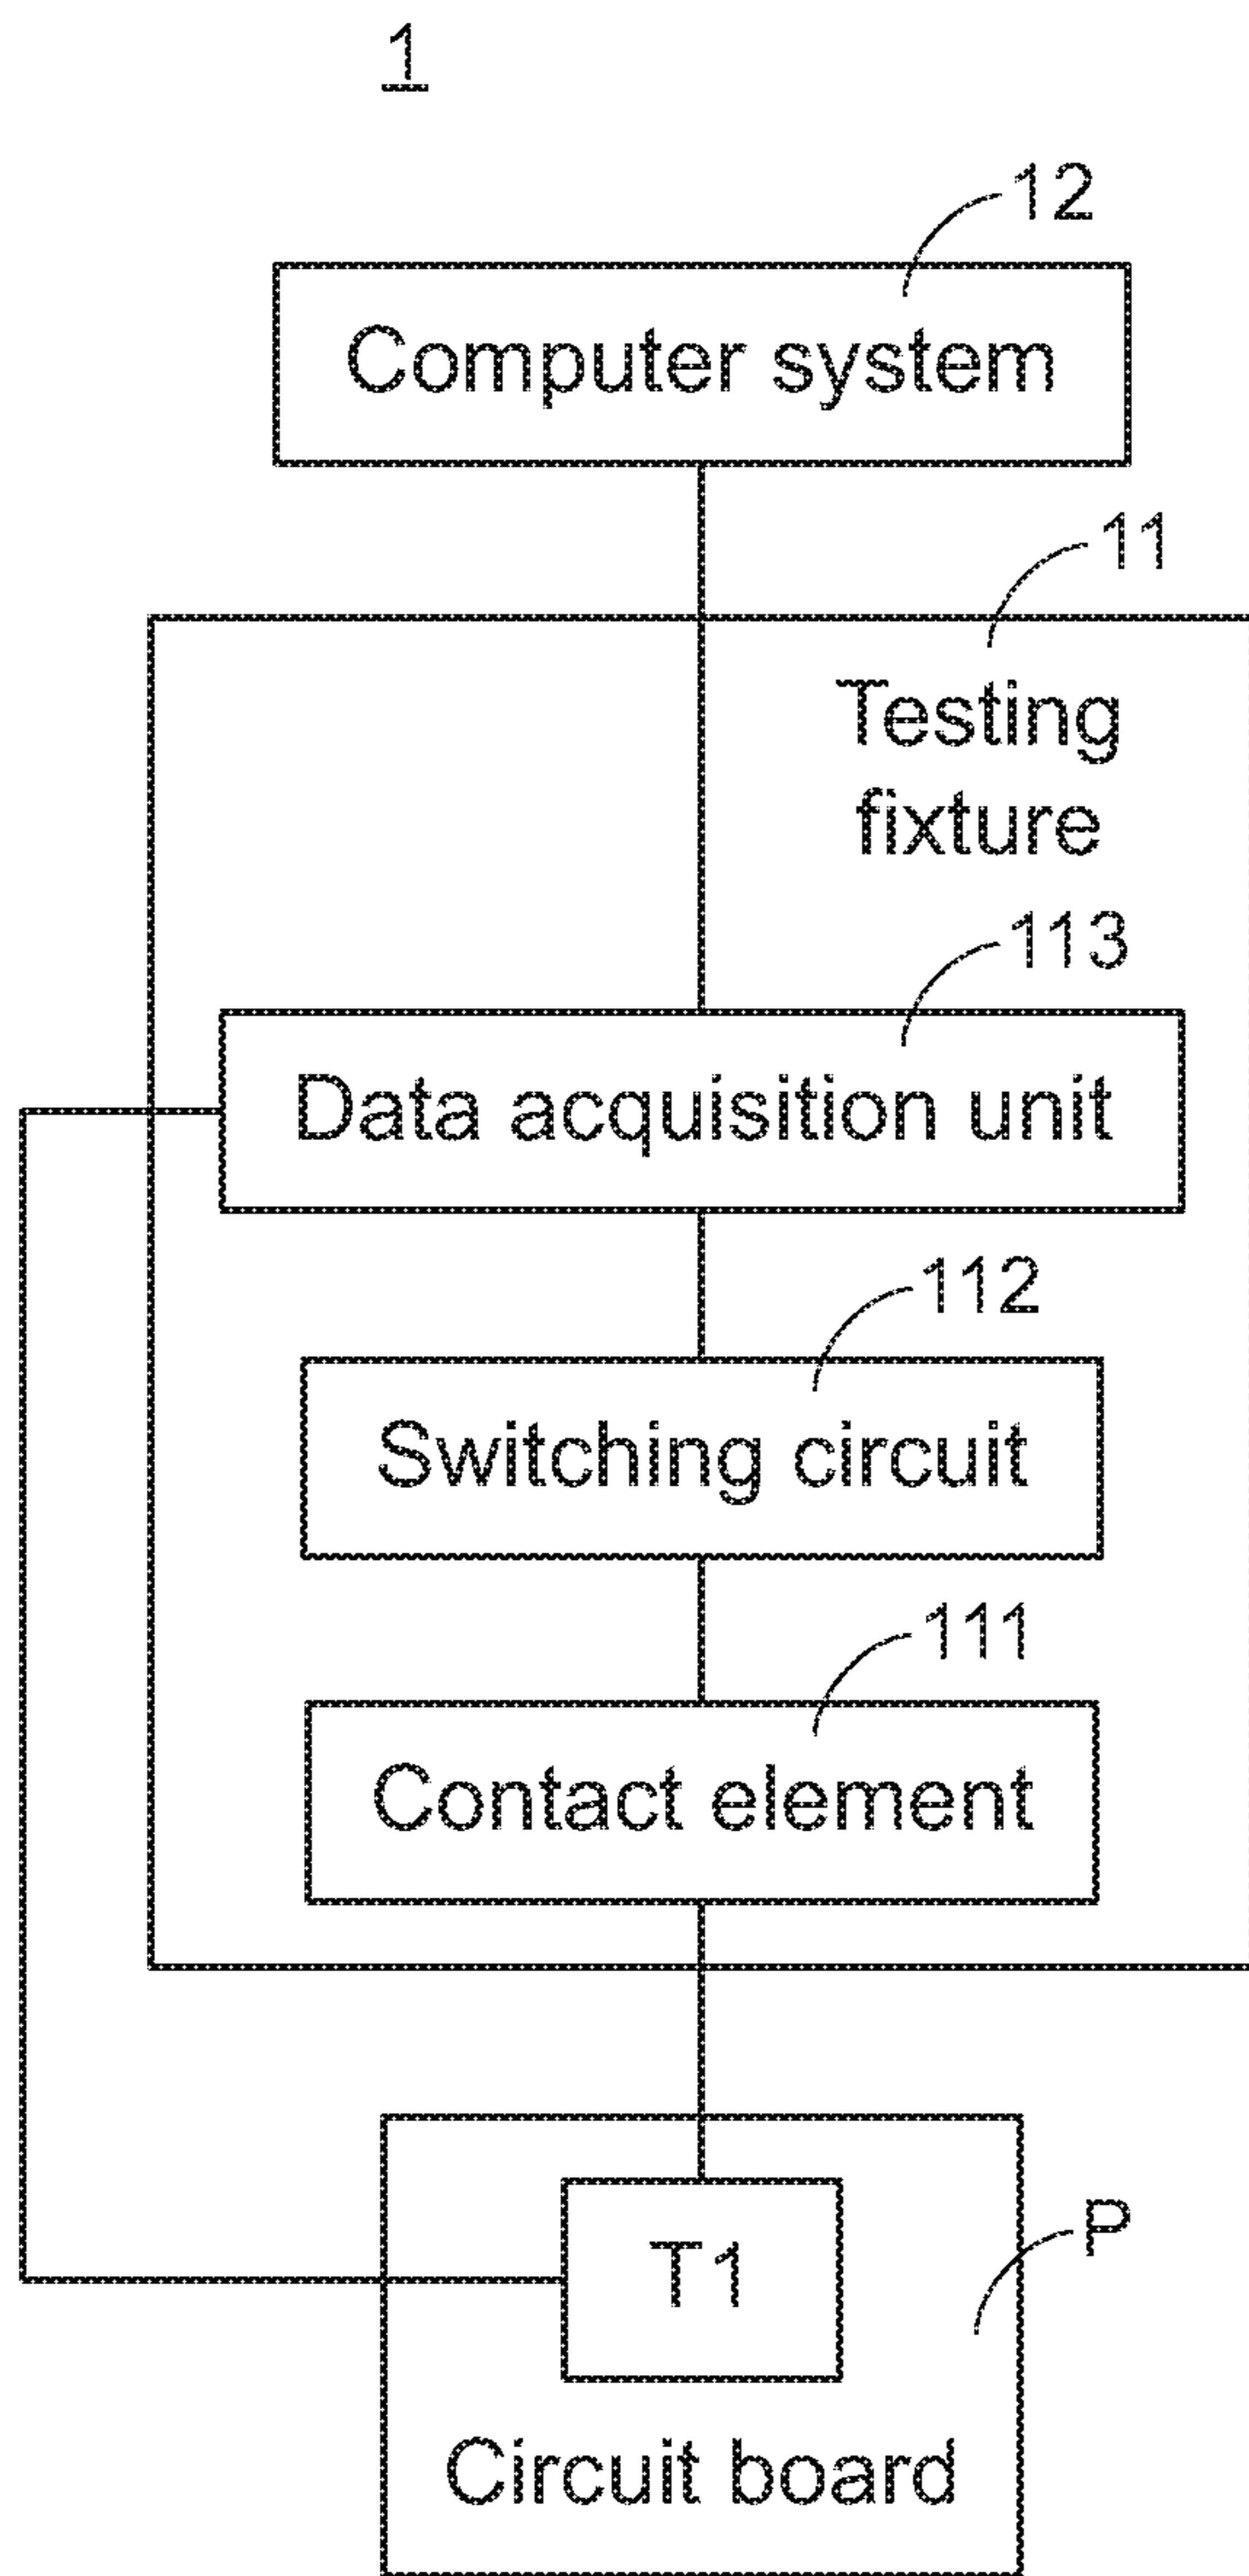 1
12
Computer system
11
Testing
fixture
113
Data acquisition unit
112
Switching circuit
111
Contact element
P
T1
Circuit board